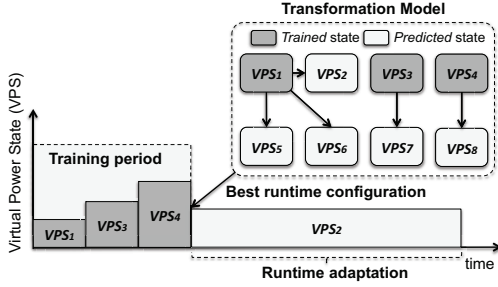 Transformation Model
Trained state
Predicted state
VPS1
VPS2
VPS3
VPS4
VPS5
VPS6
VPS7
VPS8
Virtual Power State (VPS)
Training period
Best runtime configuration
VPS1
VPS3
VPS4
VPS2
time
Runtime adaptation